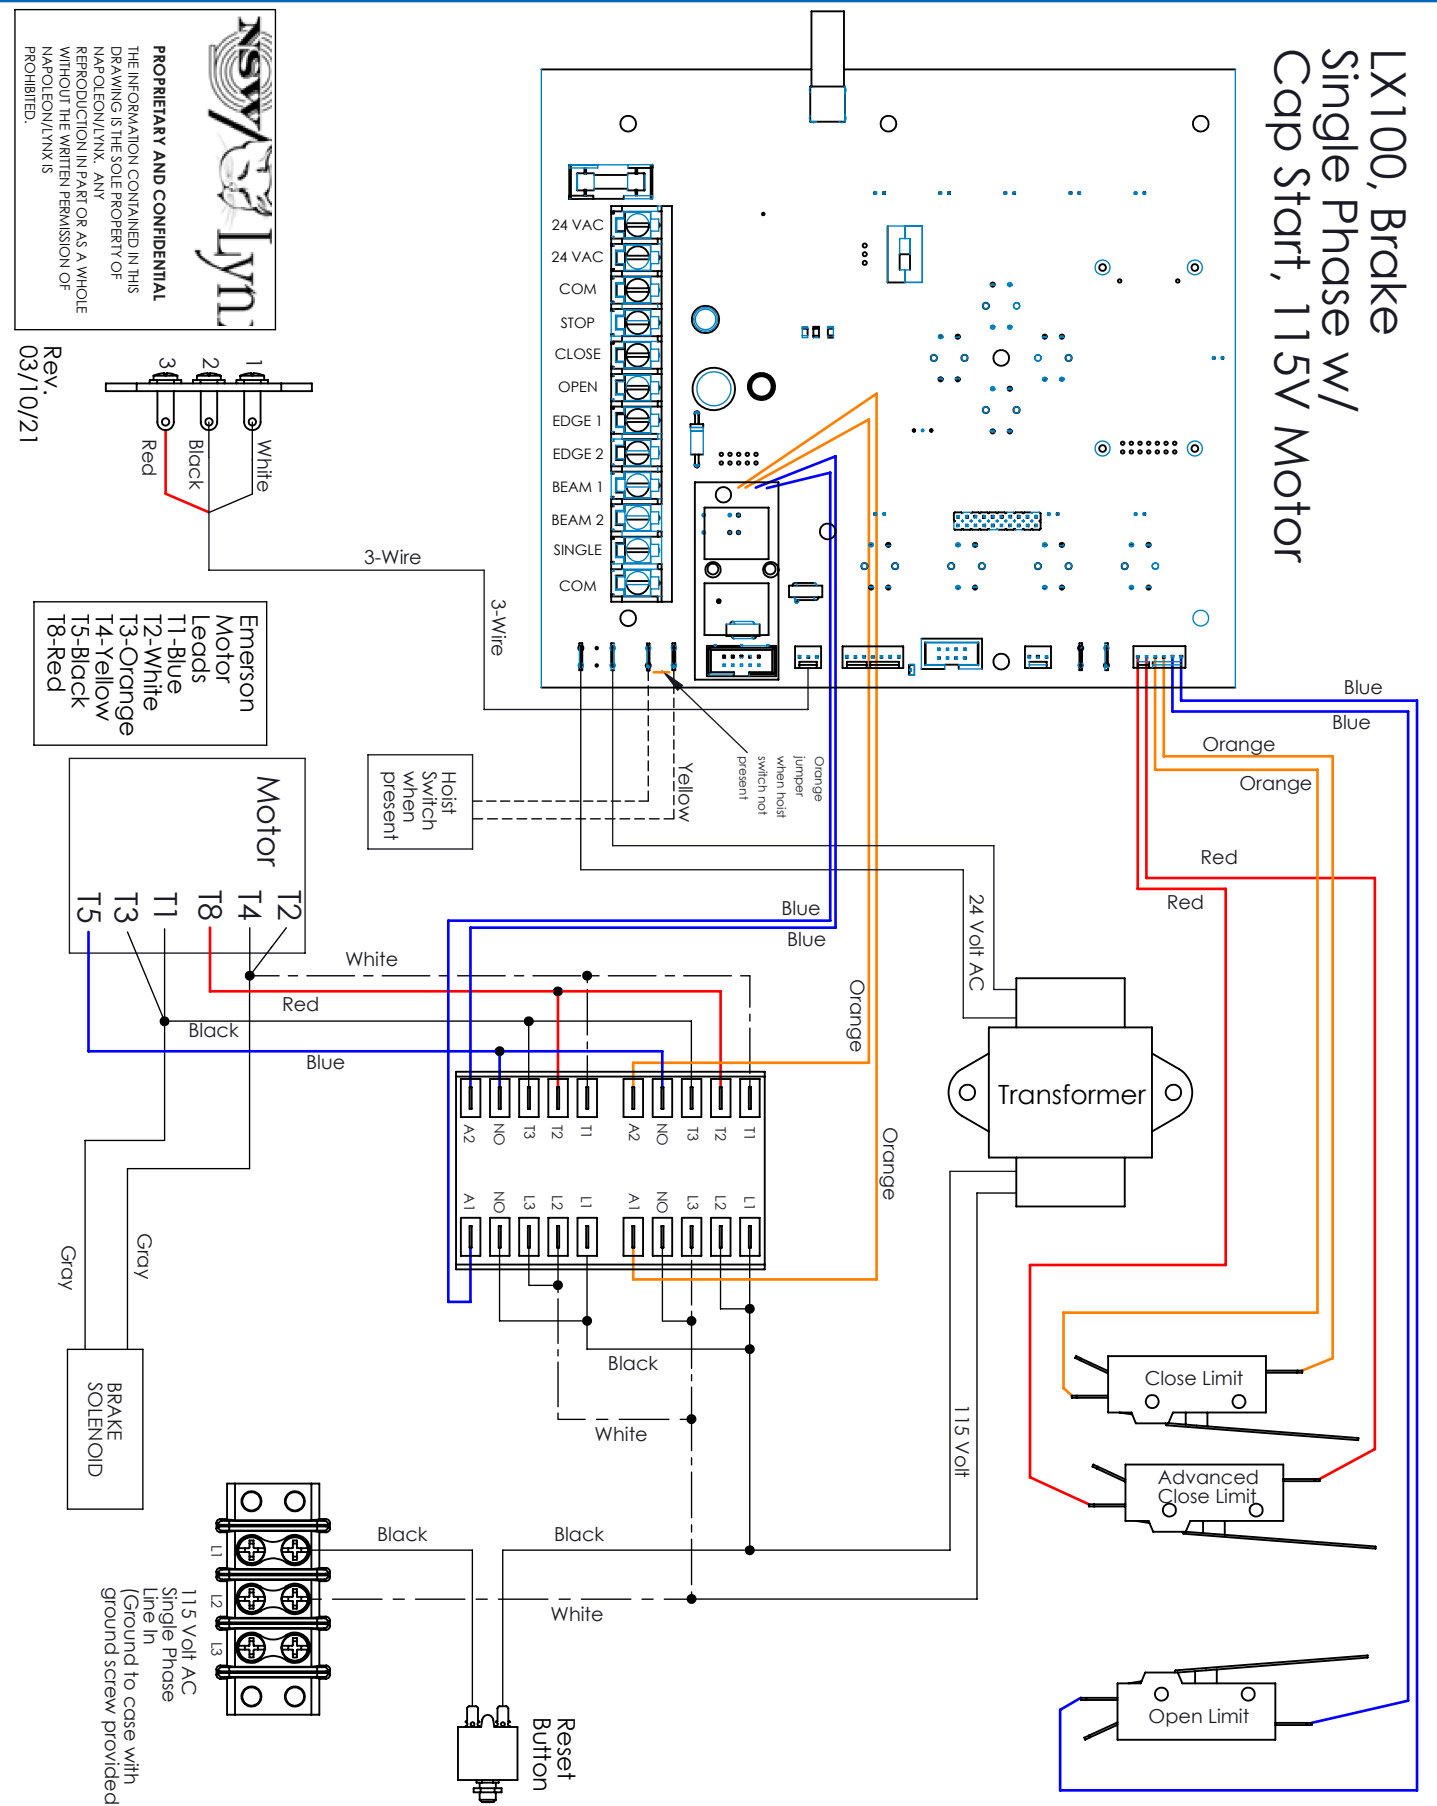 LX100, Brake
Single Phase w/
Cap Start, 115V Motor
NSW
Lynx
PROPRIETARY AND CONFIDENTIAL
THE INFORMATION CONTAINED IN THIS
DRAWING IS THE SOLE PROPERTY OF
NAPOLEON/LYNX. ANY
REPRODUCTION IN PART OR AS A WHOLE
WITHOUT THE WRITTEN PERMISSION OF
NAPOLEON/LYNX IS
PROHIBITED.
Rev.
03/10/21
1
2
3
White
Black
Red
3-Wire
3-Wire
24 VAC
24 VAC
COM
STOP
CLOSE
OPEN
EDGE 1
EDGE 2
BEAM 1
BEAM 2
SINGLE
COM
Emerson
Motor
Leads
T1-Blue
T2-White
T3-Orange
T4-Yellow
T5-Black
T8-Red
Motor
T2
T4
T8
T1
T3
T5
Hoist
Switch
when
present
Yellow
Orange
jumper
when hoist
switch not
present
Blue
Blue
Orange
Orange
Red
Red
24 Volt AC
Blue
Blue
Orange
Orange
White
Red
Black
Blue
Transformer
A2
NO
T3
T2
T1
A2
NO
T3
T2
T1
A1
NO
L3
L2
L1
A1
NO
L3
L2
L1
Gray
Gray
BRAKE
SOLENOID
Black
White
115 Volt
Close Limit
Advanced
Close Limit
Open Limit
Black
Black
White
L1
L2
L3
115 Volt AC
Single Phase
Line In
(Ground to case with
ground screw provided
Reset
Button